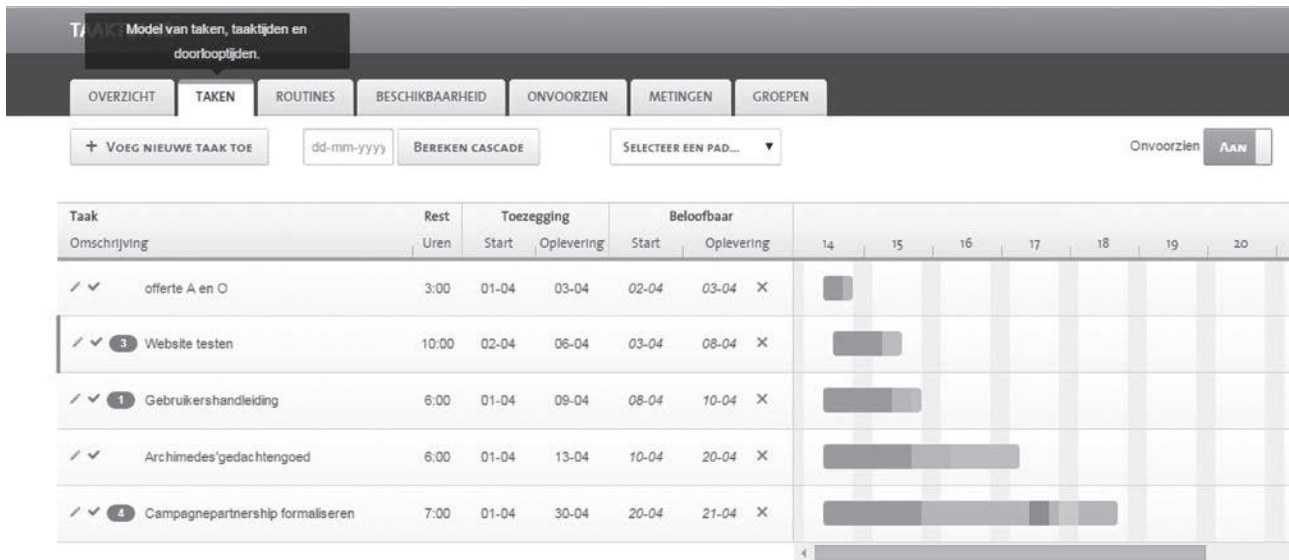 Model van taken, taaktijden en
doorlooptijden.
OVERZICHT TAKEN ROUTINES BESCHIKBAARHEID ONVOORZIEN METINGEN GROEPEN
+ VOEG NIEUWE TAAK TOE dd-mm-yyyy BEREKEN CASCADE SELECTEER EEN PAD... ▼ Onvoorzien AAN
Taak Rest Toezegging Beloofbaar
Omschrijving Uren Start Oplevering Start Oplevering 14 15 16 17 18 19 20
offerte A en O 3:00 01-04 03-04 02-04 03-04 ×
3 Website testen 10:00 02-04 06-04 03-04 08-04 ×
1 Gebruikershandleiding 6:00 01-04 09-04 08-04 10-04 ×
Archimedes'gedachtengoed 6:00 01-04 13-04 10-04 20-04 ×
4 Campagnepartnership formaliseren 7:00 01-04 30-04 20-04 21-04 ×